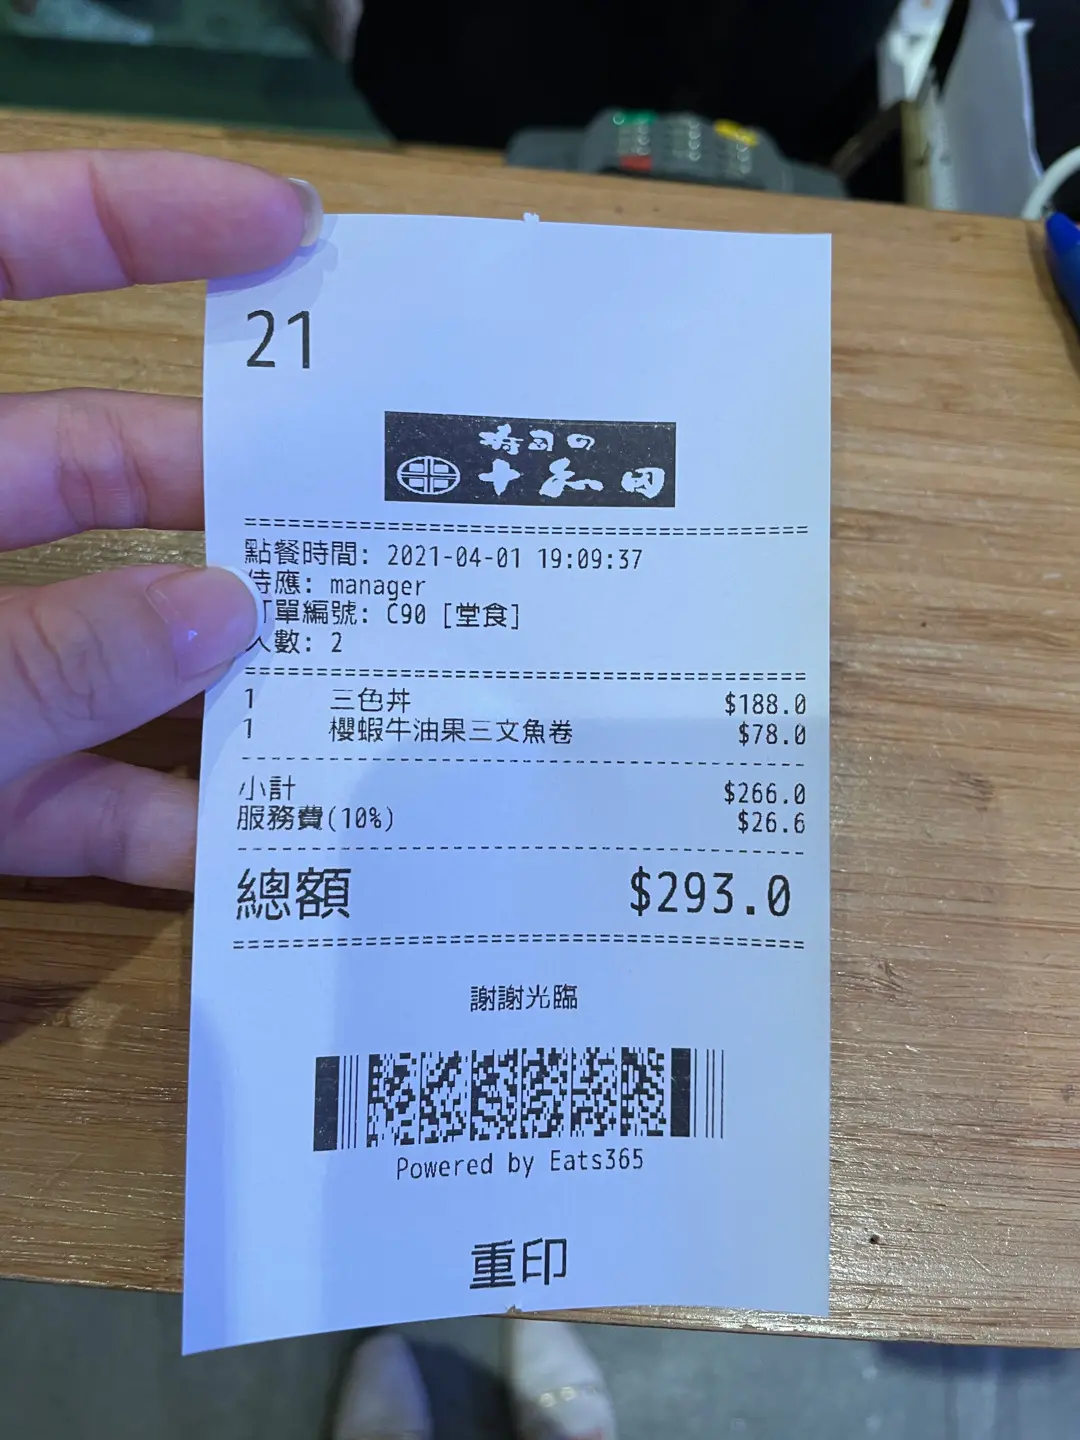 21
寿司の
十和田
点餐時間: 2021-04-01 19:09:37
侍應: manager
單編號: C90 [堂食]
人數: 2
1 三色丼 $188.0
1 櫻蝦牛油果三文魚卷 $78.0
小計 $266.0
服務費(10%) $26.6
總額 $293.0
謝謝光臨
Powered by Eats365
重印